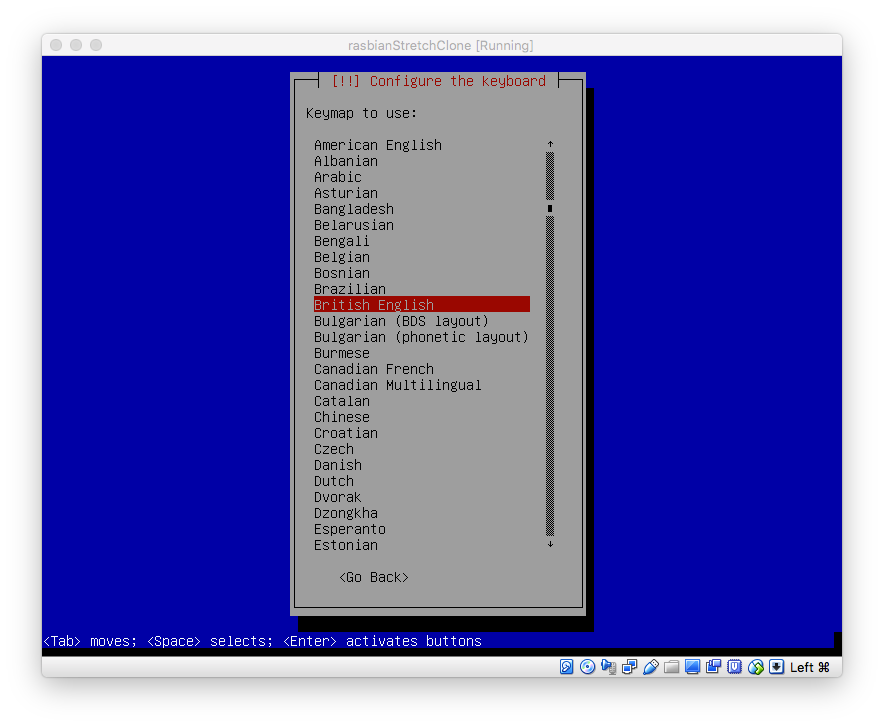 rasbianStretchClone [Running]
[!!] Configure the keyboard
Keymap to use:
American English
Albanian
Arabic
Asturian
Bangladesh
Belarusian
Bengali
Belgian
Bosnian
Brazilian
British English
Bulgarian (BDS layout)
Bulgarian (phonetic layout)
Burmese
Canadian French
Canadian Multilingual
Catalan
Chinese
Croatian
Czech
Danish
Dutch
Dvorak
Dzongkha
Esperanto
Estonian
<Go Back>
<Tab> moves; <Space> selects; <Enter> activates buttons
Left ⌘